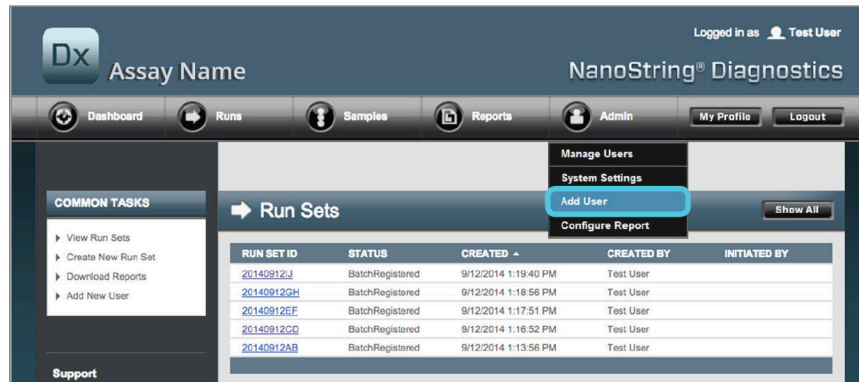 Logged in as Test User
Dx Assay Name
NanoString® Diagnostics
Dashboard Runs Samples Reports Admin My Profile Logout
Manage Users
System Settings
Add User
Configure Report
COMMON TASKS
View Run Sets
Create New Run Set
Download Reports
Add New User
Support
Run Sets Show All
RUN SET ID STATUS CREATED CREATED BY INITIATED BY
20140912IJ BatchRegistered 9/12/2014 1:19:40 PM Test User
20140912GH BatchRegistered 9/12/2014 1:18:56 PM Test User
20140912EF BatchRegistered 9/12/2014 1:17:51 PM Test User
20140912CD BatchRegistered 9/12/2014 1:16:52 PM Test User
20140912AB BatchRegistered 9/12/2014 1:13:56 PM Test User